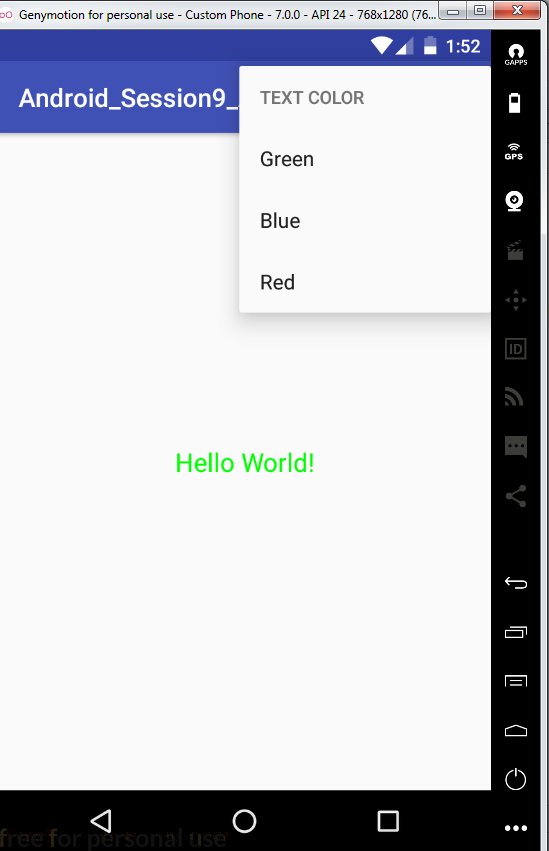 Genymotion for personal use - Custom Phone - 7.0.0 - API 24 - 768x1280 (76...
1:52
GAPPS
Android_Session9_
TEXT COLOR
Green
GPS
Blue
Red
ID
Hello World!
free for personal use